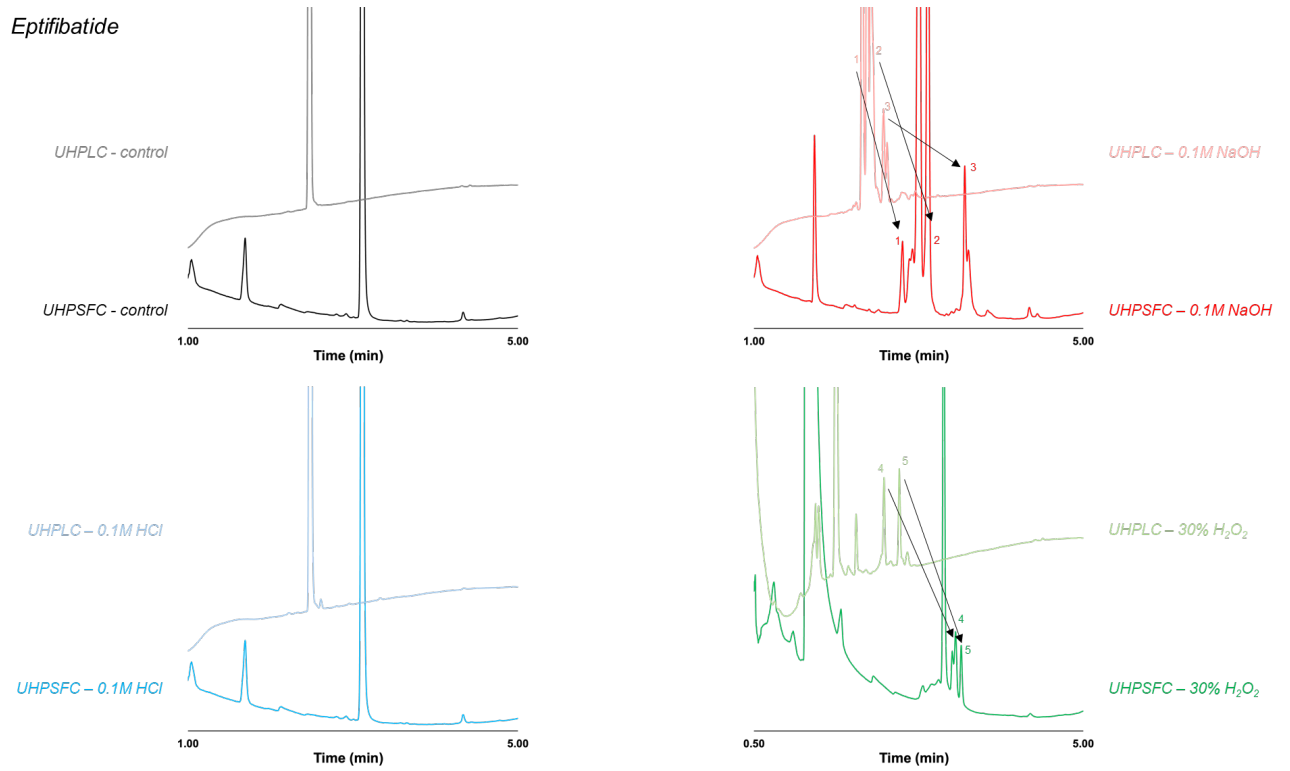 Eptifibatide
UHPLC - control
UHPSFC - control
1.00
5.00
Time (min)
1
2
3
1
2
3
UHPLC – 0.1M NaOH
UHPSFC – 0.1M NaOH
1.00
5.00
Time (min)
UHPLC – 0.1M HCl
UHPSFC – 0.1M HCl
1.00
5.00
Time (min)
4
5
4
5
UHPLC – 30% H₂O₂
UHPSFC – 30% H₂O₂
0.50
5.00
Time (min)